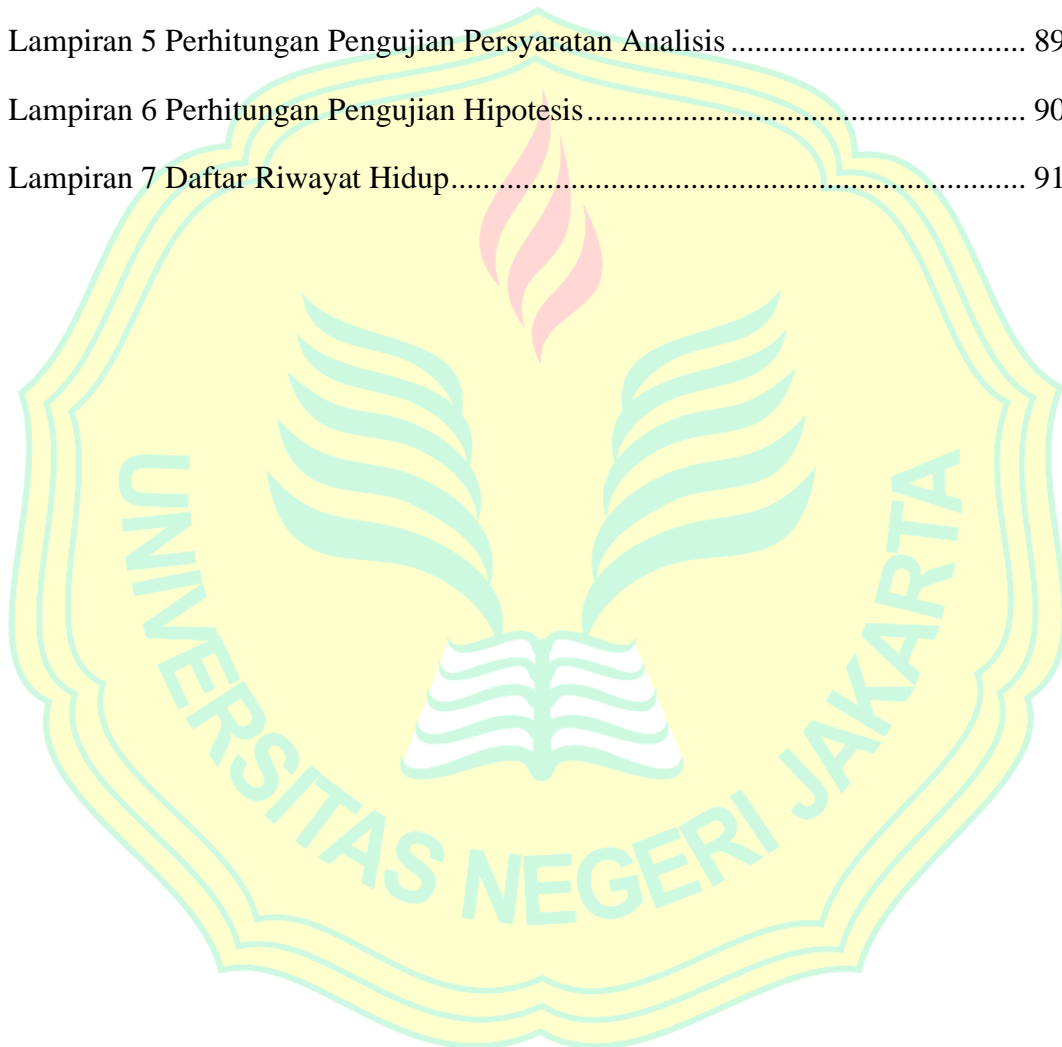 Lampiran 5 Perhitungan Pengujian Persyaratan Analisis .................................. 89
Lampiran 6 Perhitungan Pengujian Hipotesis .................................................. 90
Lampiran 7 Daftar Riwayat Hidup .................................................................. 91
UNIVERSITAS NEGERI JAKARTA